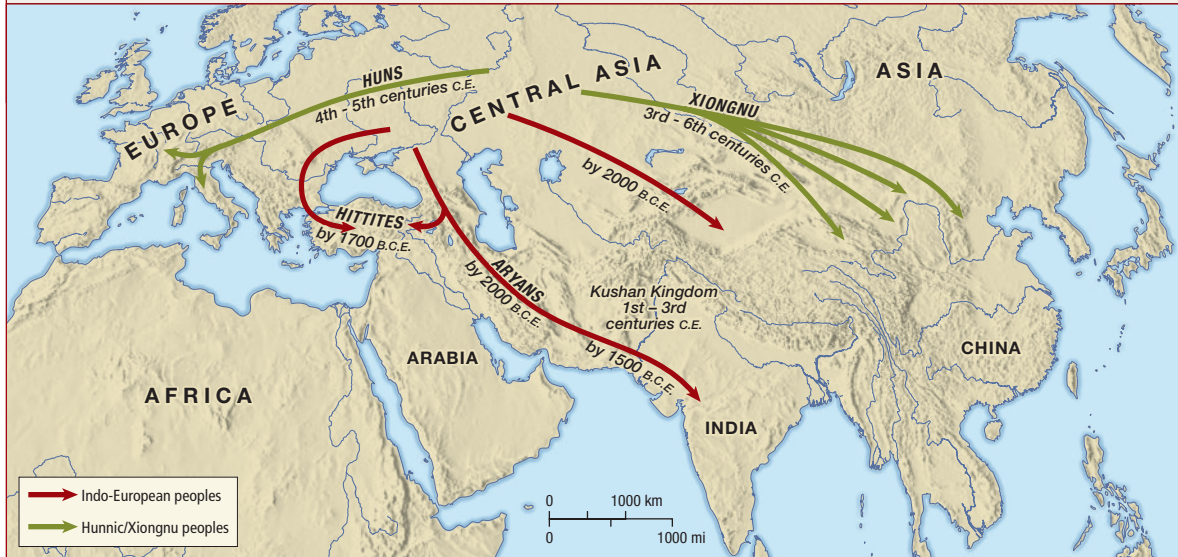 HUNS
4th - 5th centuries C.E.
EUROPE
CENTRAL ASIA
ASIA
XIONGNU
3rd - 6th centuries C.E.
by 2000 B.C.E.
HITTITES
by 1700 B.C.E.
ARYANS
by 2000 B.C.E.
Kushan Kingdom
1st – 3rd
centuries C.E.
by 1500 B.C.E.
ARABIA
AFRICA
CHINA
INDIA
Indo-European peoples
Hunnic/Xiongnu peoples
0 1000 km
0 1000 mi